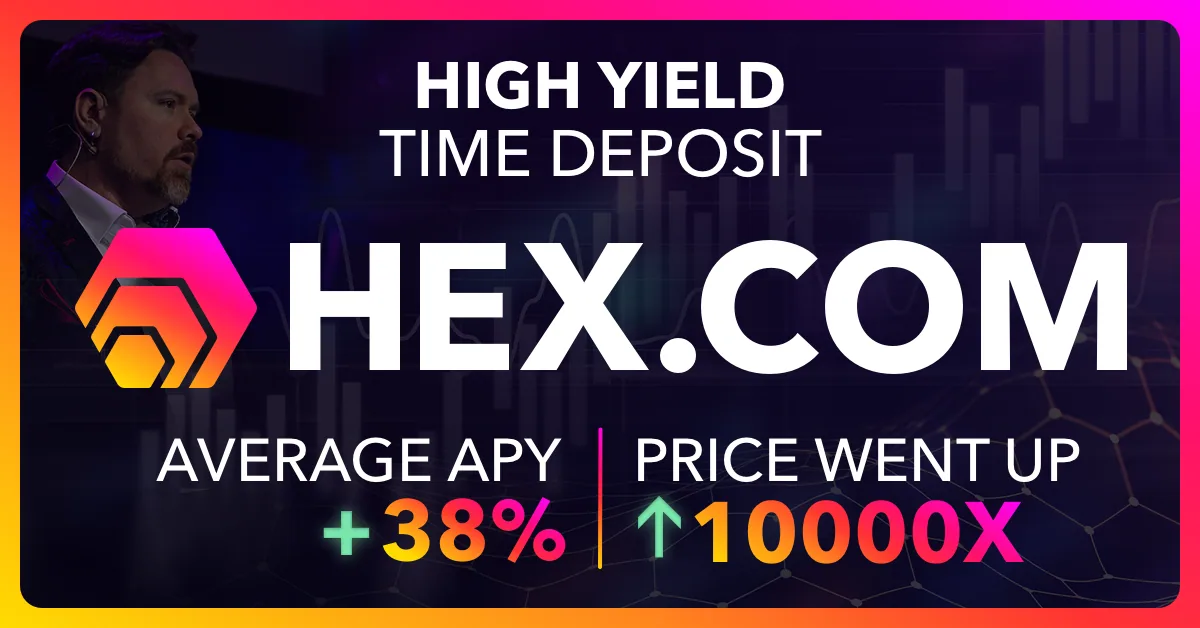 HIGH YIELD
TIME DEPOSIT
HEX.COM
AVERAGE APY
+38%
PRICE WENT UP
↑10000X